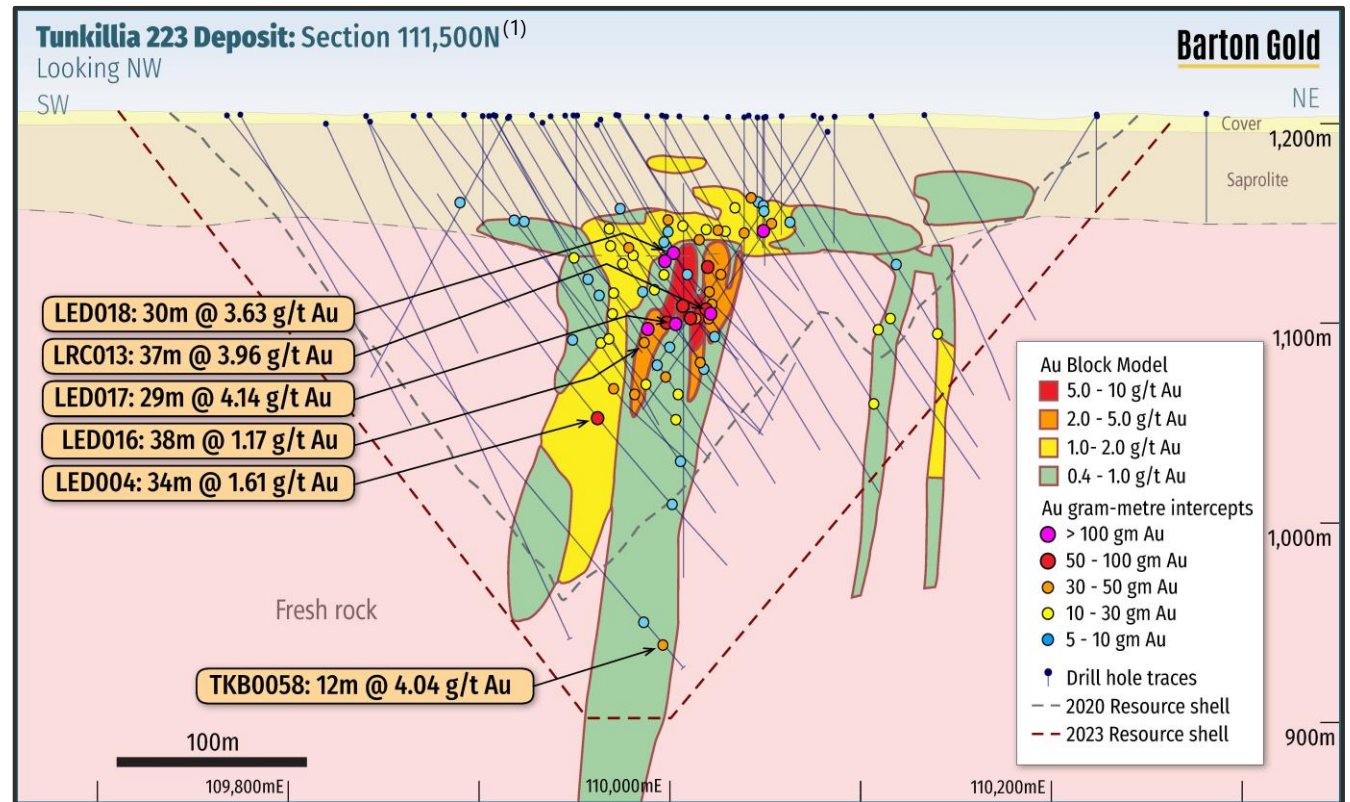 Tunkillia 223 Deposit: Section 111,500N(1)
Looking NW
SW
Barton Gold
NE
Cover
1,200m
Saprolite
LED018: 30m @ 3.63 g/t Au
LRC013: 37m @ 3.96 g/t Au
LED017: 29m @ 4.14 g/t Au
LED016: 38m @ 1.17 g/t Au
LED004: 34m @ 1.61 g/t Au
1,100m
Au Block Model
5.0 - 10 g/t Au
2.0 - 5.0 g/t Au
1.0- 2.0 g/t Au
0.4 - 1.0 g/t Au
Au gram-metre intercepts
> 100 gm Au
50 - 100 gm Au
30 - 50 gm Au
10 - 30 gm Au
5 - 10 gm Au
Drill hole traces
2020 Resource shell
2023 Resource shell
1,000m
Fresh rock
TKB0058: 12m @ 4.04 g/t Au
900m
100m
109,800mE
110,000mE
110,200mE